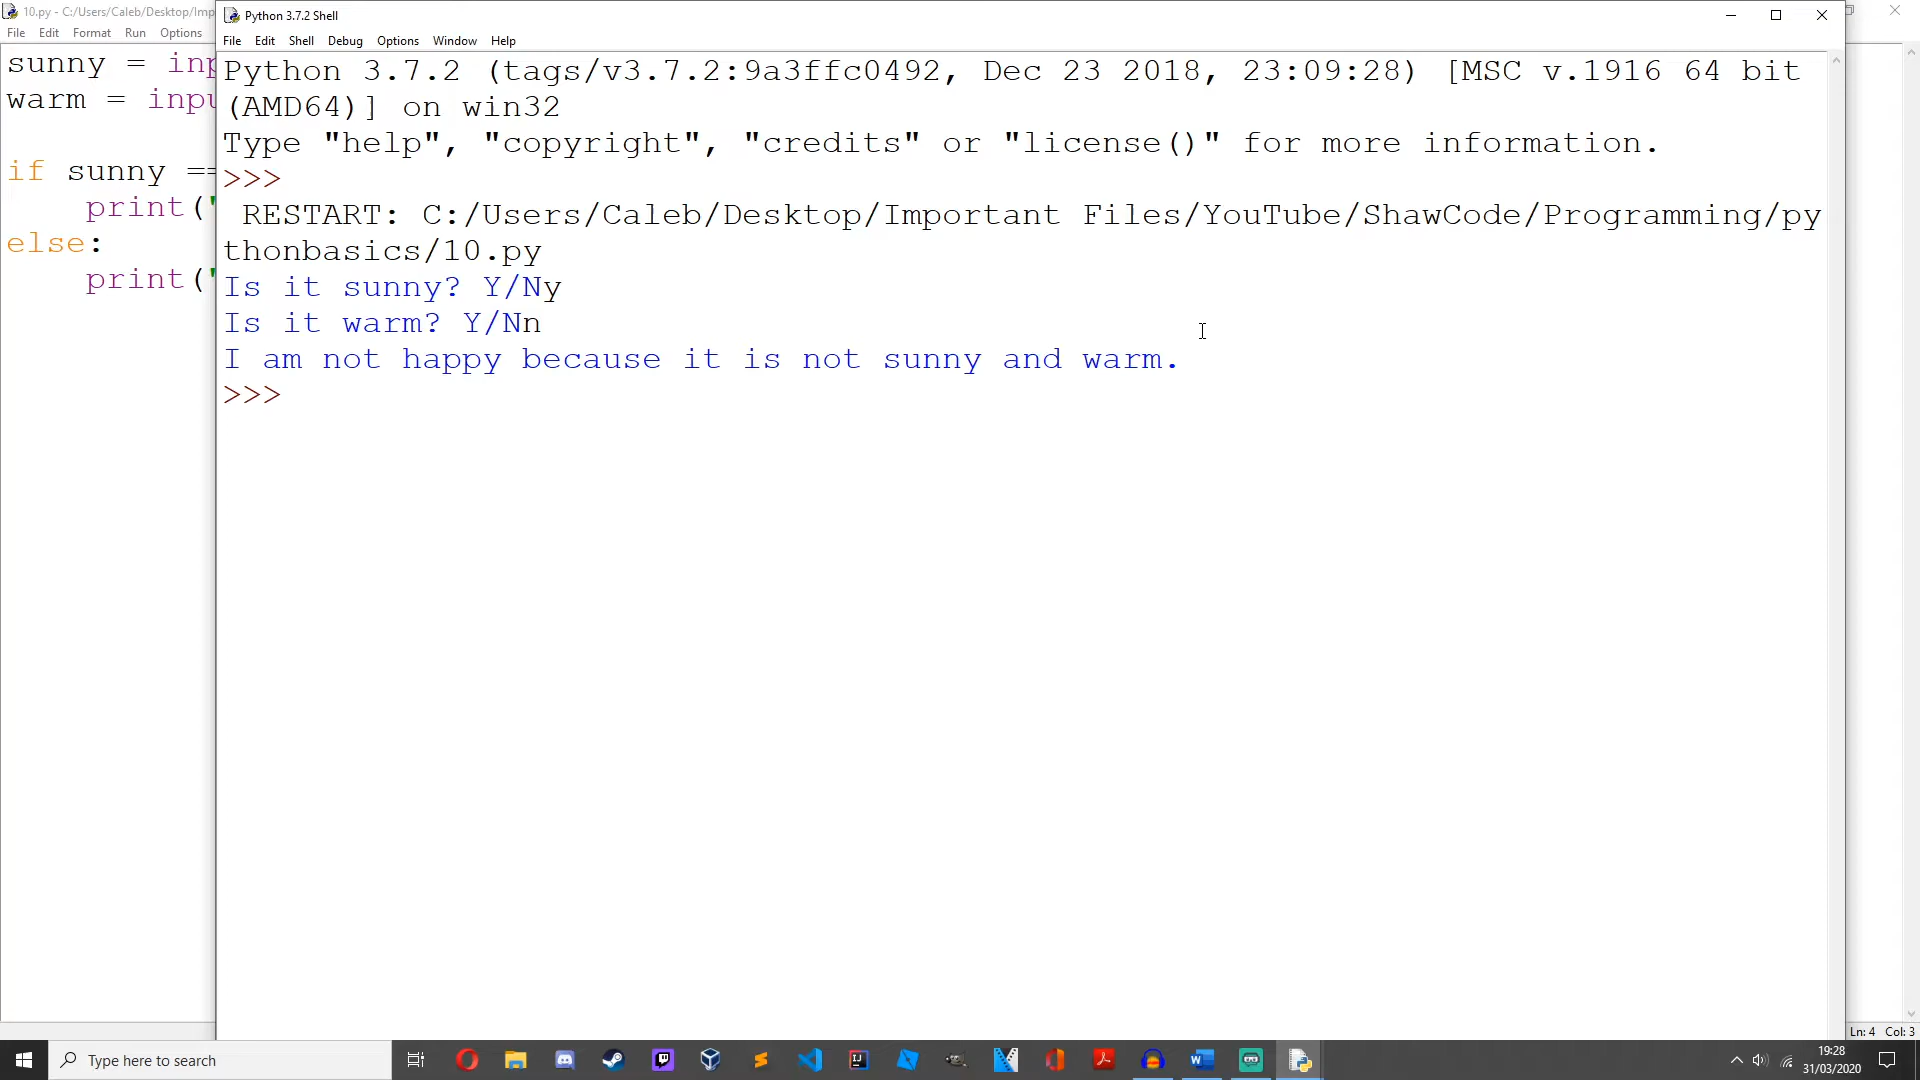 10.py - C:/Users/Caleb/Desktop/Imp
File Edit Format Run Options
sunny = inp
warm = inpu
if sunny ==
print("
else:
print("
Python 3.7.2 Shell
File Edit Shell Debug Options Window Help
Python 3.7.2 (tags/v3.7.2:9a3ffc0492, Dec 23 2018, 23:09:28) [MSC v.1916 64 bit
(AMD64)] on win32
Type "help", "copyright", "credits" or "license()" for more information.
>>>
RESTART: C:/Users/Caleb/Desktop/Important Files/YouTube/ShawCode/Programming/py
thonbasics/10.py
Is it sunny? Y/Ny
Is it warm? Y/Nn
I am not happy because it is not sunny and warm.
>>>
Ln: 4 Col: 3
Type here to search
19:28
31/03/2020